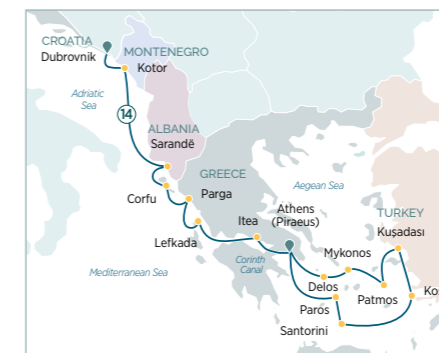 CROATIA
Dubrovnik
MONTENEGRO
Kotor
Adriatic
Sea
14
ALBANIA
Sarandë
GREECE
Corfu
Parga
Aegean Sea
Athens
(Piraeus)
TURKEY
Kuşadası
Itea
Lefkada
Mykonos
Corinth
Canal
Mediterranean Sea
Delos
Patmos
Kos
Paros
Santorini